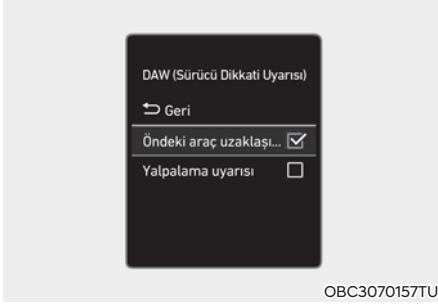 DAW (Sürücü Dikkati Uyarısı)
Geri
Öndeki araç uzaklaşı...
Yalpalama uyarısı
OBC3070157TU